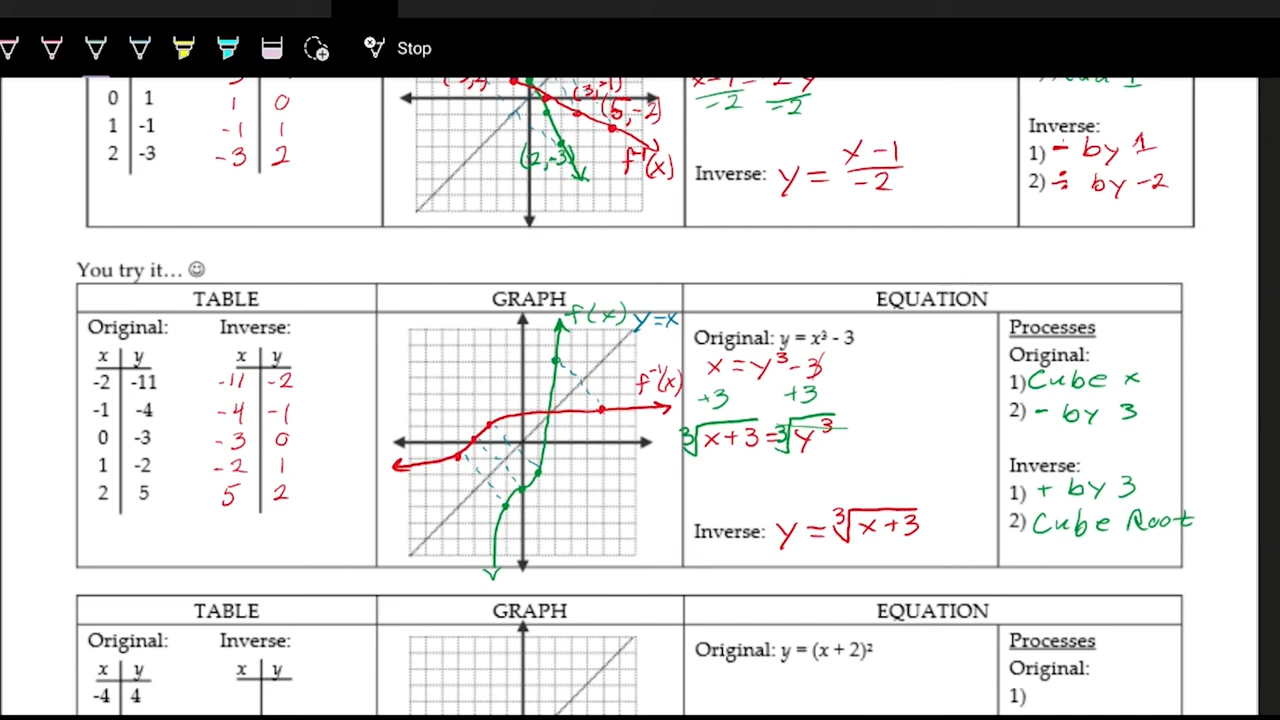 Stop
0 1 1 0
1 -1 -1 1
2 -3 -3 2
(3,-1)
(5,-2)
(2,-3)
f⁻¹(x)
x-1 = -2y
-2 -2
Inverse: y = x-1 / -2
Inverse:
1) - by 1
2) ÷ by -2
You try it... ☺
TABLE GRAPH EQUATION
Original: Inverse:
x y x y
-2 -11 -11 -2
-1 -4 -4 -1
0 -3 -3 0
1 -2 -2 1
2 5 5 2
f(x) y=x
f⁻¹(x)
Original: y = x³ - 3
x = y³ - 3
+3 +3
∛x+3 = ∛y³
Inverse: y = ∛x+3
Processes
Original:
1) Cube x
2) - by 3
Inverse:
1) + by 3
2) Cube Root
TABLE GRAPH EQUATION
Original: Inverse:
x y x y
-4 4
Original: y = (x + 2)²
Processes
Original:
1)